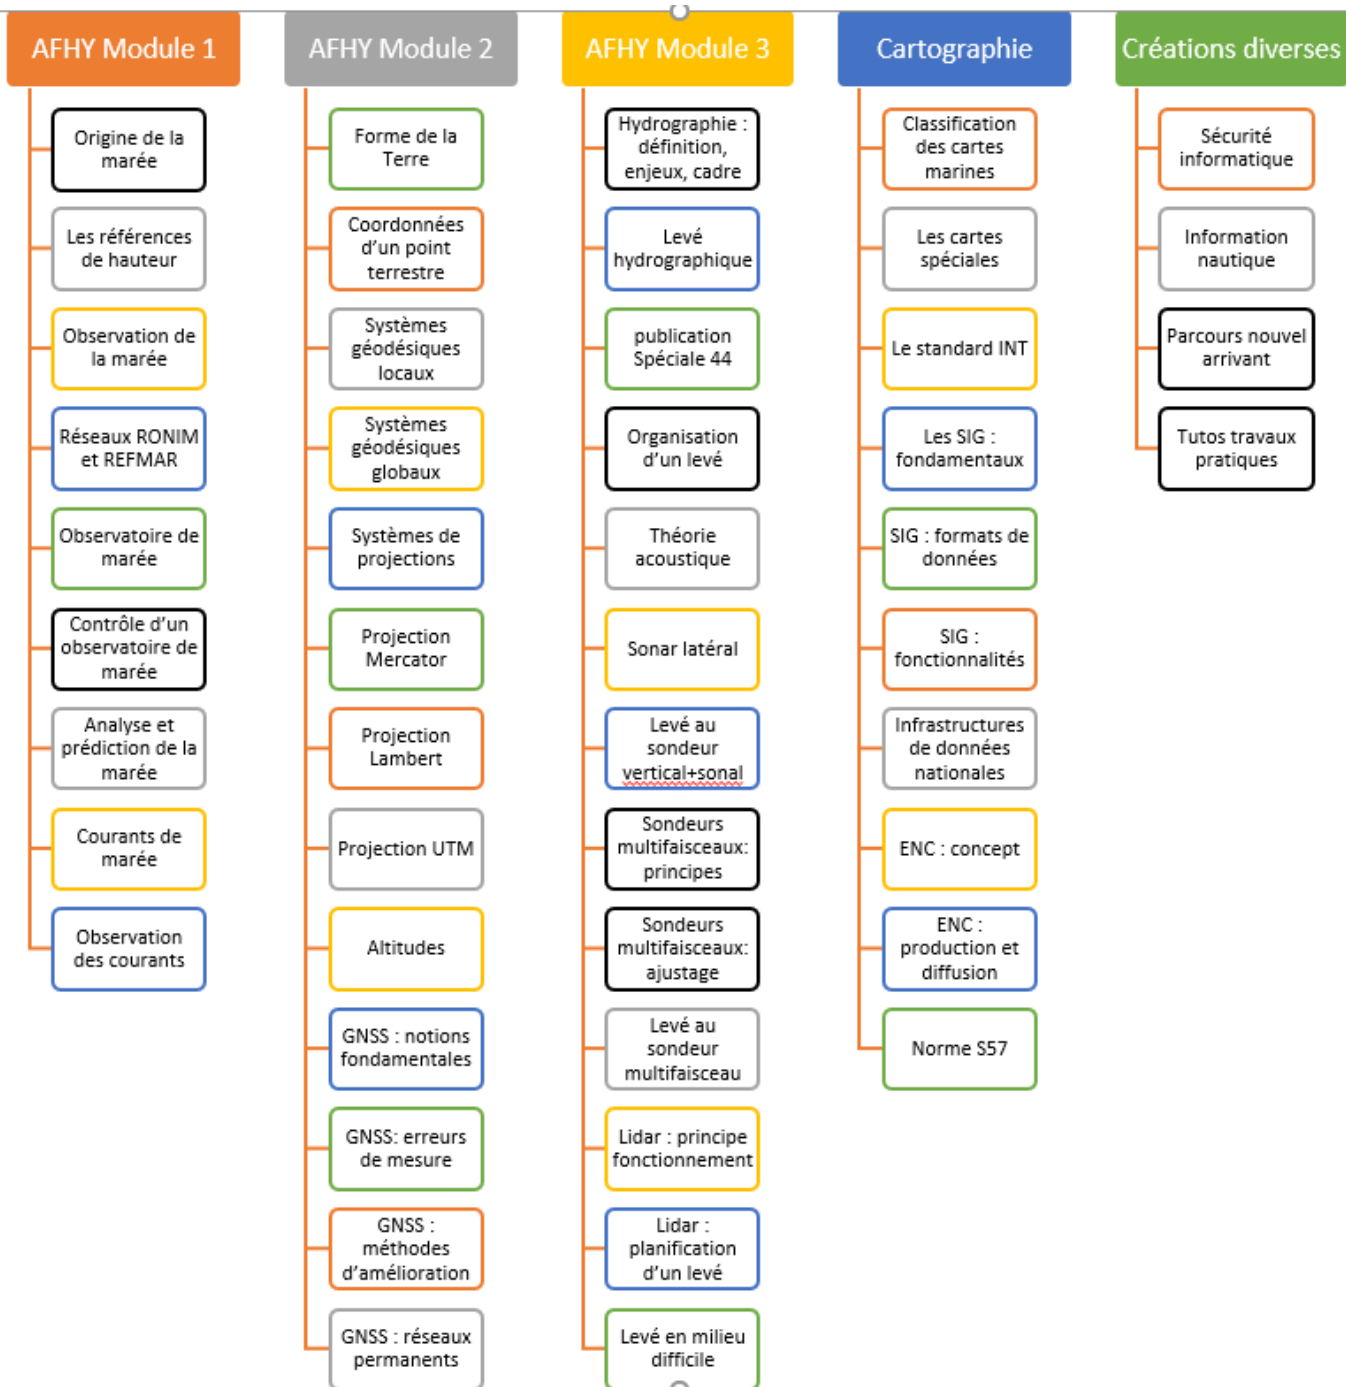 AFHY Module 1
Origine de la
marée
Les références
de hauteur
Observation de
la marée
Réseaux RONIM
et REFMAR
Observatoire de
marée
Contrôle d'un
observatoire de
marée
Analyse et
prédiction de la
marée
Courants de
marée
Observation
des courants
AFHY Module 2
Forme de la
Terre
Coordonnées
d'un point
terrestre
Systèmes
géodésiques
locaux
Systèmes
géodésiques
globaux
Systèmes de
projections
Projection
Mercator
Projection
Lambert
Projection UTM
Altitudes
GNSS : notions
fondamentales
GNSS: erreurs
de mesure
GNSS :
méthodes
d'amélioration
GNSS : réseaux
permanents
AFHY Module 3
Hydrographie :
définition,
enjeux, cadre
Levé
hydrographique
publication
Spéciale 44
Organisation
d'un levé
Théorie
acoustique
Sonar latéral
Levé au
sondeur
vertical+sonal
Sondeurs
multifaisceaux:
principes
Sondeurs
multifaisceaux:
ajustage
Levé au
sondeur
multifaisceau
Lidar : principe
fonctionnement
Lidar :
planification
d'un levé
Levé en milieu
difficile
Cartographie
Classification
des cartes
marines
Les cartes
spéciales
Le standard INT
Les SIG :
fondamentaux
SIG : formats de
données
SIG :
fonctionnalités
Infrastructures
de données
nationales
ENC : concept
ENC :
production et
diffusion
Norme S57
Créations diverses
Sécurité
informatique
Information
nautique
Parcours nouvel
arrivant
Tutos travaux
pratiques